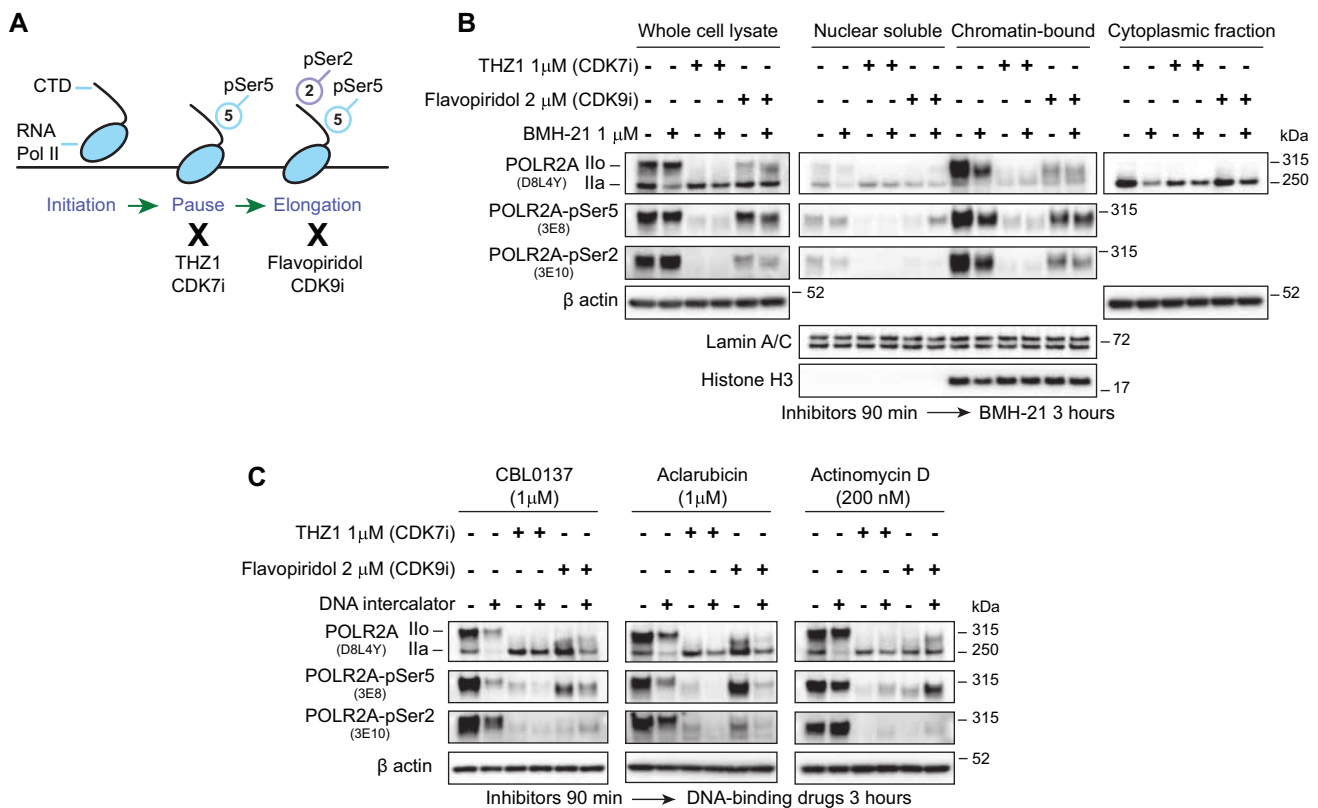 A
CTD
RNA
Pol II
pSer5
5
pSer2
2
pSer5
5
Initiation Pause Elongation
X X
THZ1 Flavopiridol
CDK7i CDK9i
B
Whole cell lysate Nuclear soluble Chromatin-bound Cytoplasmic fraction
THZ1 1μM (CDK7i) - - + + - - - - + + - - - - + + - - - - + + - -
Flavopiridol 2 μM (CDK9i) - - - - + + - - - - + + - - - - + + - - - - + +
BMH-21 1 μM - + - + - + - + - + - + - + - + - + - + - + - + kDa
POLR2A IIo – – 315
(D8L4Y) IIa – – 250
POLR2A-pSer5 – 315
(3E8)
POLR2A-pSer2 – 315
(3E10)
β actin – 52 – 52
Lamin A/C – 72
Histone H3 – 17
Inhibitors 90 min → BMH-21 3 hours
C
CBL0137 Aclarubicin Actinomycin D
(1μM) (1μM) (200 nM)
THZ1 1μM (CDK7i) - - + + - - - - + + - - - - + + - -
Flavopiridol 2 μM (CDK9i) - - - - + + - - - - + + - - - - + +
DNA intercalator - + - + - + - + - + - + - + - + - + kDa
POLR2A IIo – – 315
(D8L4Y) IIa – – 250
POLR2A-pSer5 – 315
(3E8)
POLR2A-pSer2 – 315
(3E10)
β actin – 52
Inhibitors 90 min → DNA-binding drugs 3 hours